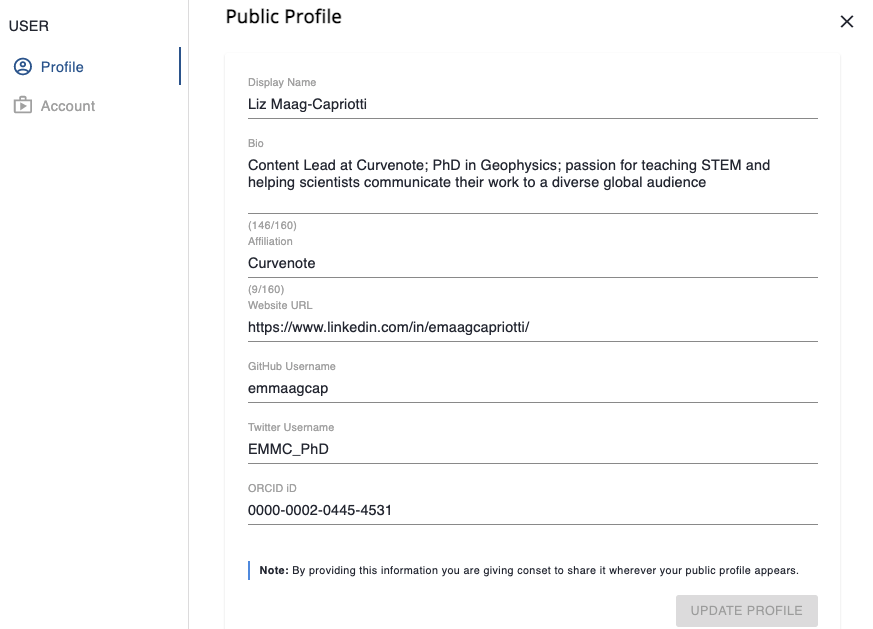 USER
Profile
Account
Public Profile
Display Name
Liz Maag-Capriotti
Bio
Content Lead at Curvenote; PhD in Geophysics; passion for teaching STEM and
helping scientists communicate their work to a diverse global audience
(146/160)
Affiliation
Curvenote
(9/160)
Website URL
https://www.linkedin.com/in/emaagcapriotti/
GitHub Username
emmaagcap
Twitter Username
EMMC_PhD
ORCID iD
0000-0002-0445-4531
Note: By providing this information you are giving conset to share it wherever your public profile appears.
UPDATE PROFILE